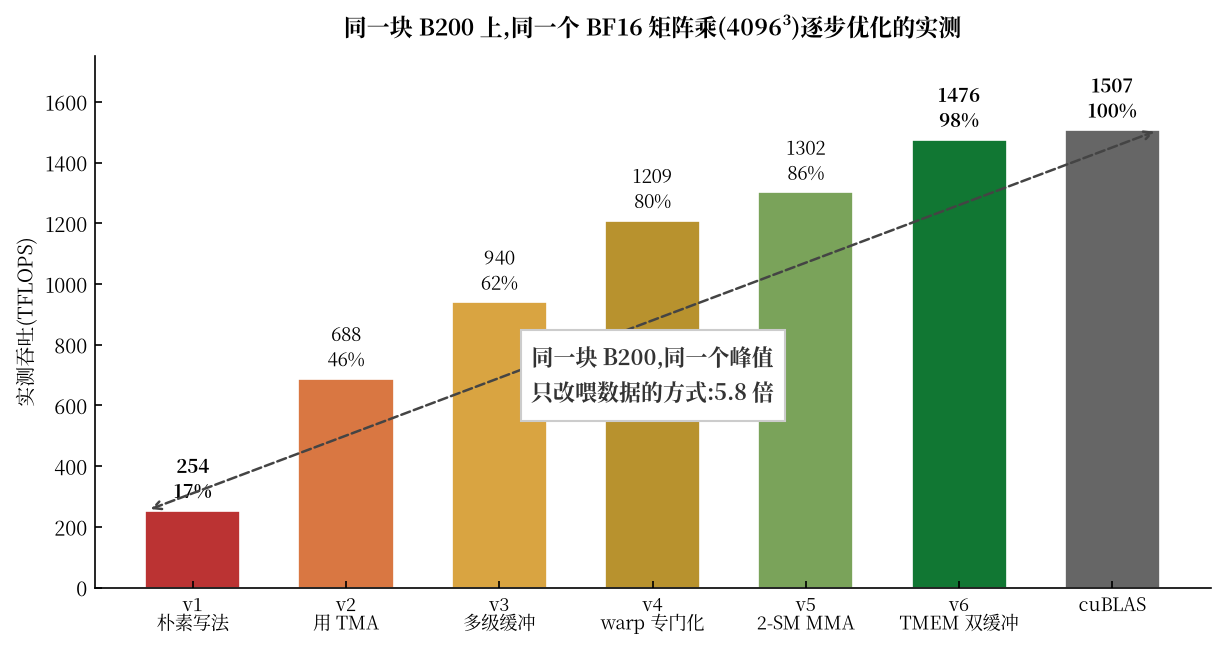 同一块 B200 上,同一个 BF16 矩阵乘(4096³)逐步优化的实测
实测吞吐(TFLOPS)
1600
1400
1200
1000
800
600
400
200
0
254
17%
688
46%
940
62%
1209
80%
1302
86%
1476
98%
1507
100%
同一块 B200,同一个峰值
只改喂数据的方式:5.8 倍
v1
朴素写法
v2
用 TMA
v3
多级缓冲
v4
warp 专门化
v5
2-SM MMA
v6
TMEM 双缓冲
cuBLAS